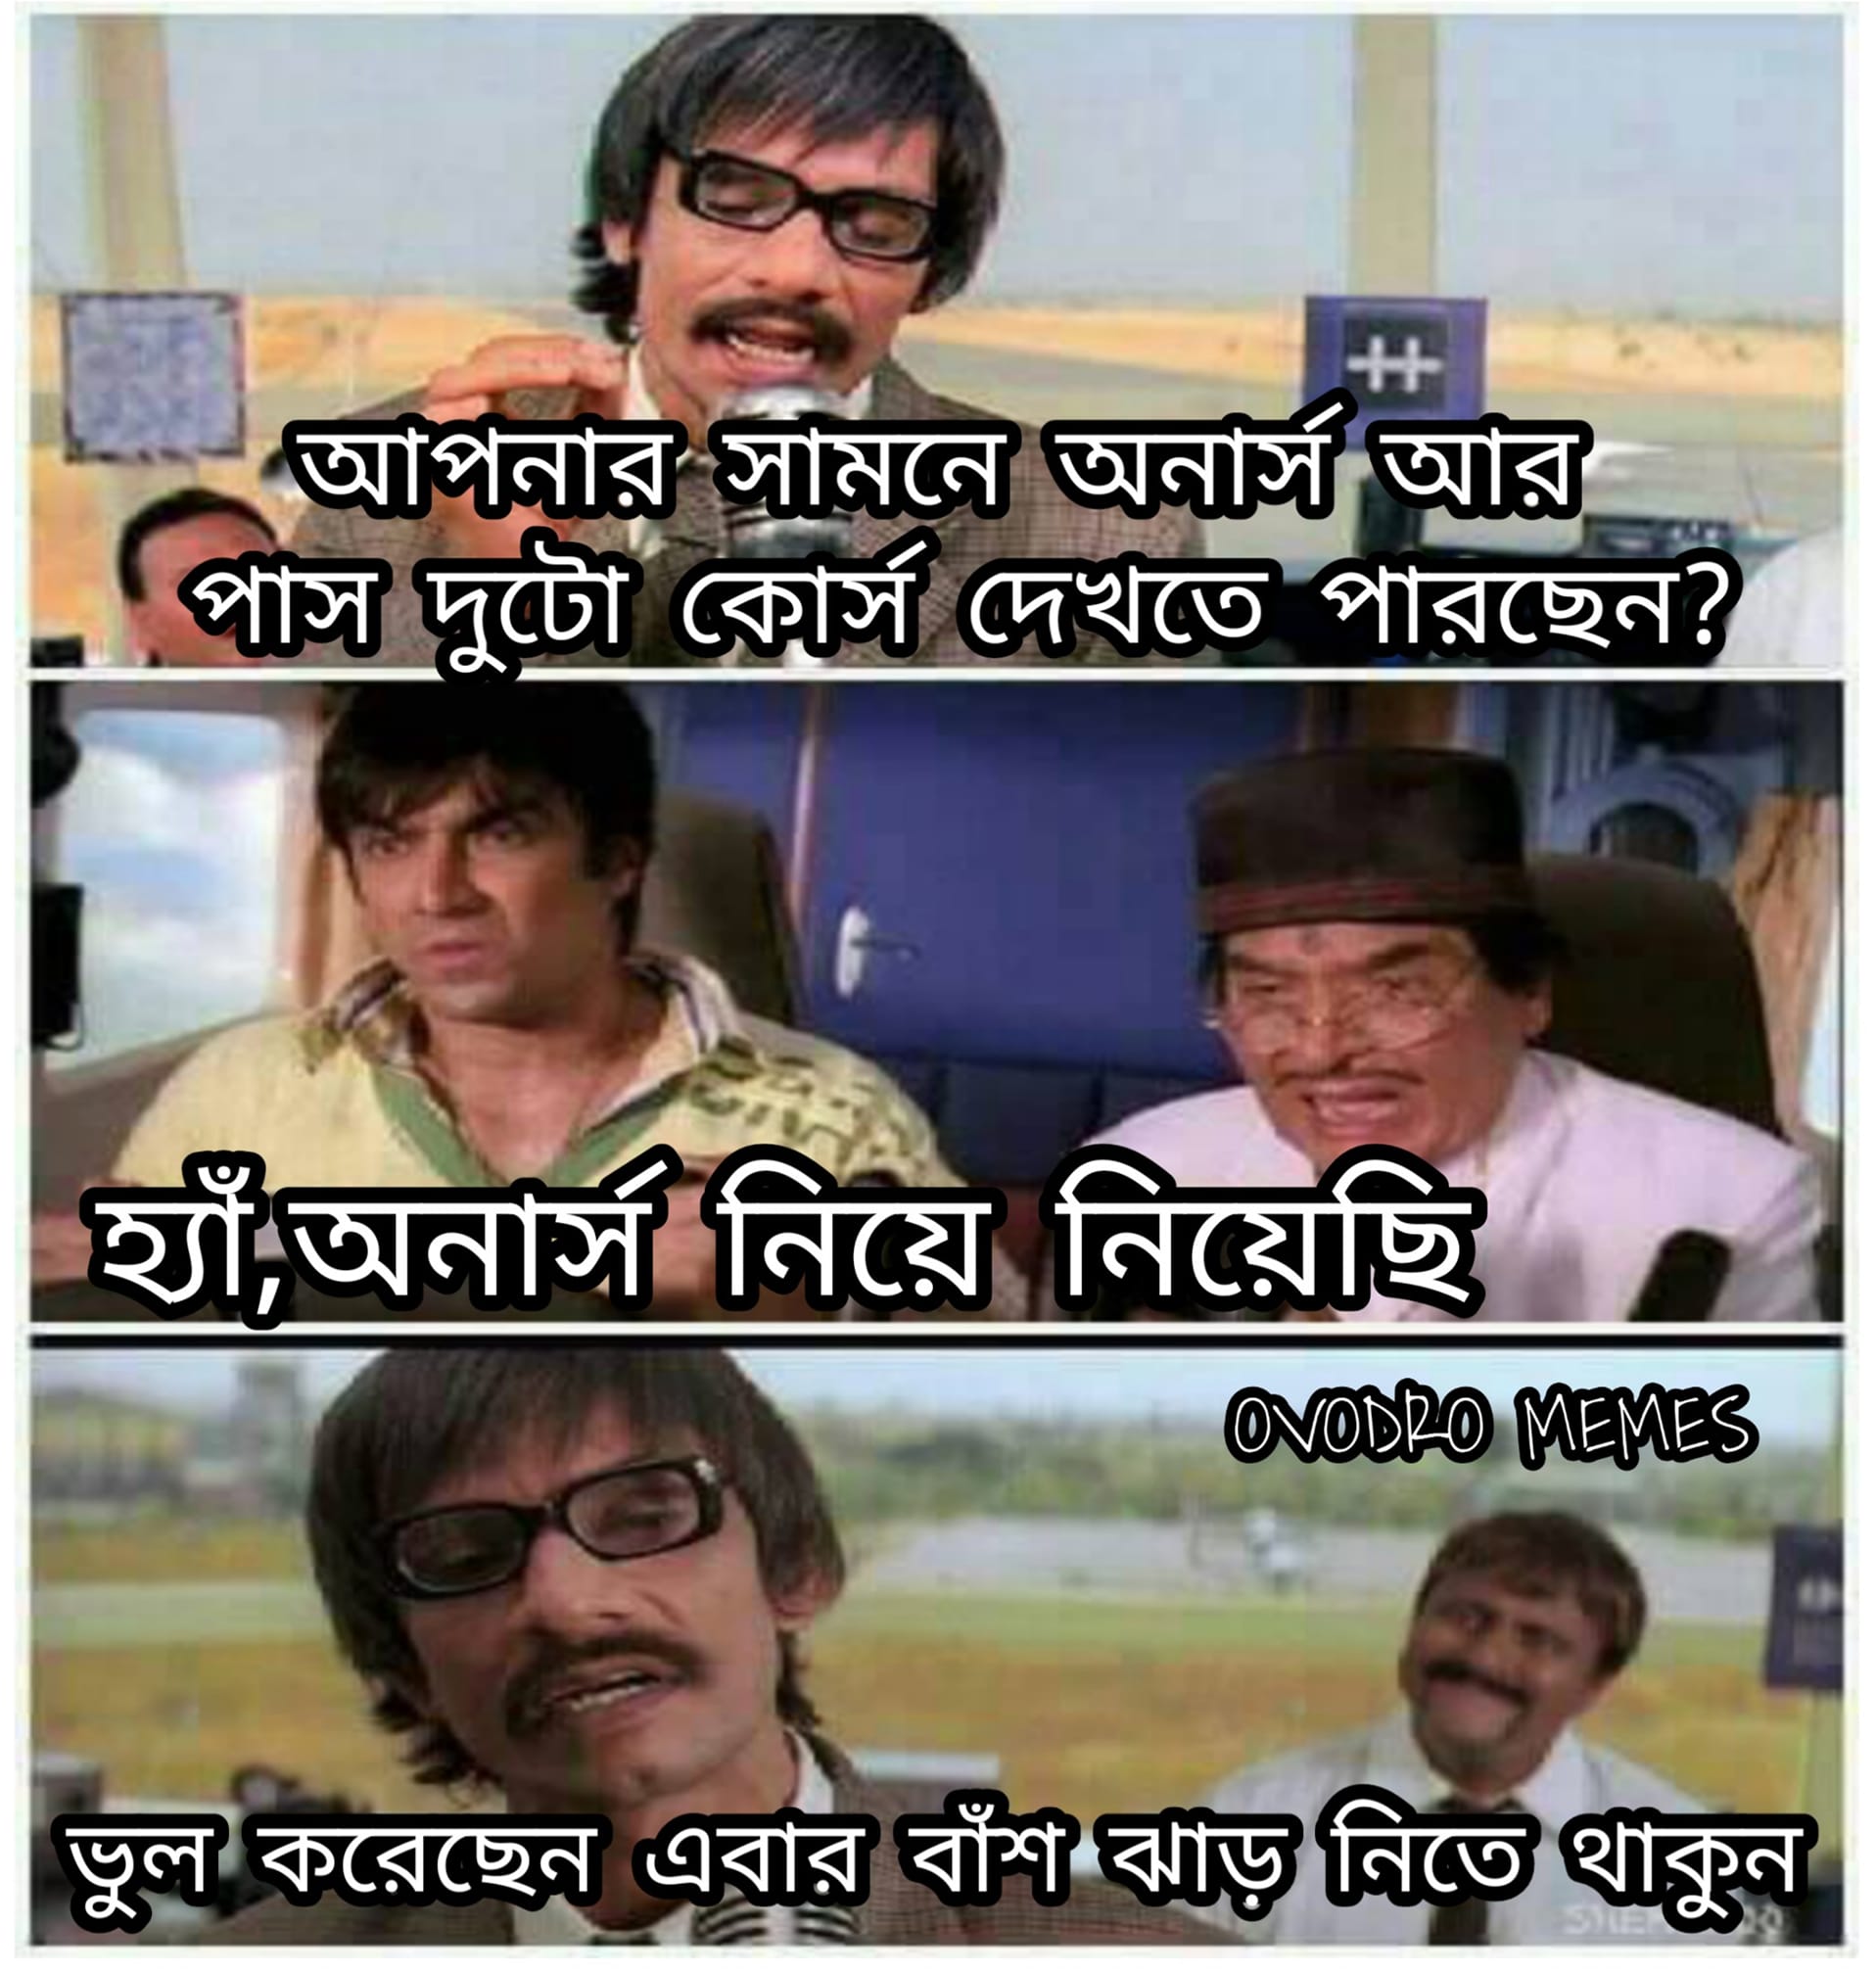 আপনার সামনে অনার্স আর
পাস দুটো কোর্স দেখতে পারছেন?
হ্যাঁ,অনার্স নিয়ে নিয়েছি
OVODRO MEMES
ভুল করেছেন এবার বাঁশ ঝাড় নিতে থাকুন